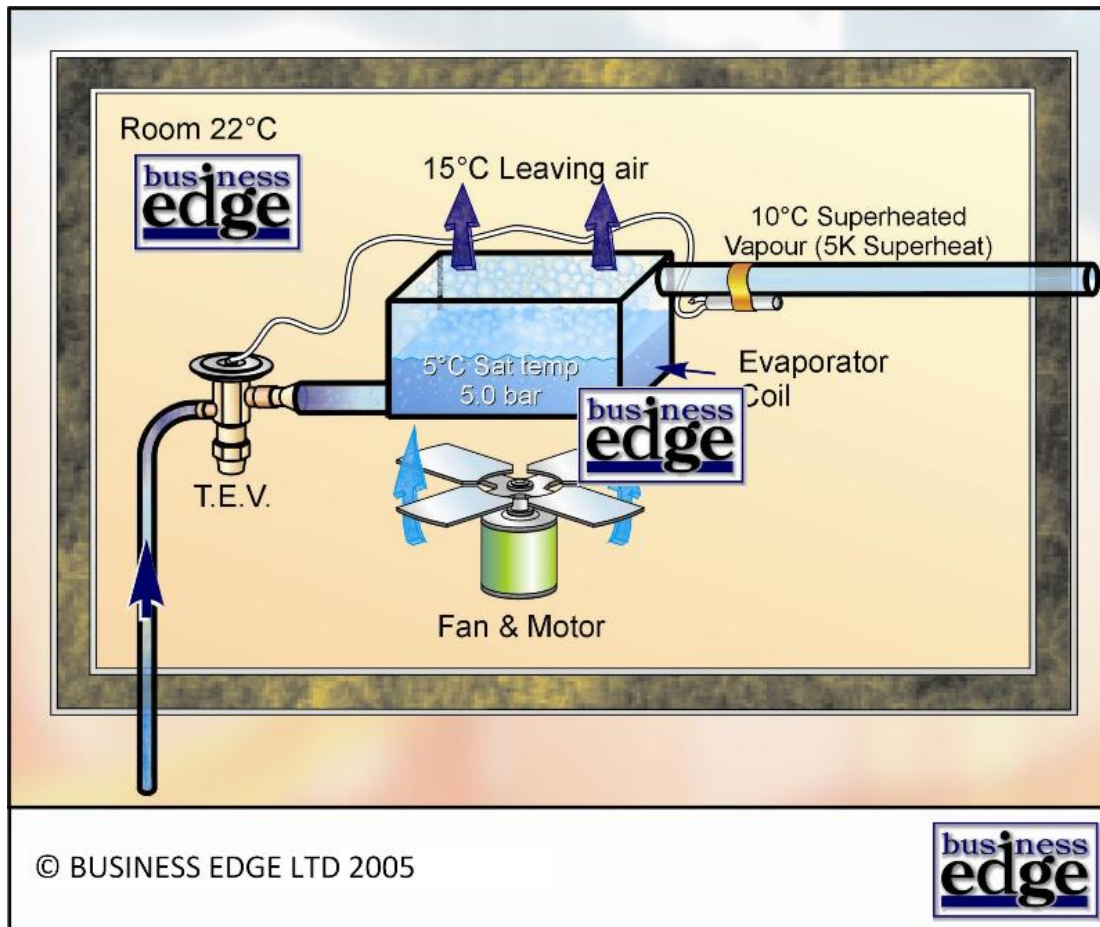 Room 22°C
business
edge
15°C Leaving air
10°C Superheated
Vapour (5K Superheat)
5°C Sat temp
5.0 bar
Evaporator
Coil
business
edge
T.E.V.
Fan & Motor
© BUSINESS EDGE LTD 2005
business
edge